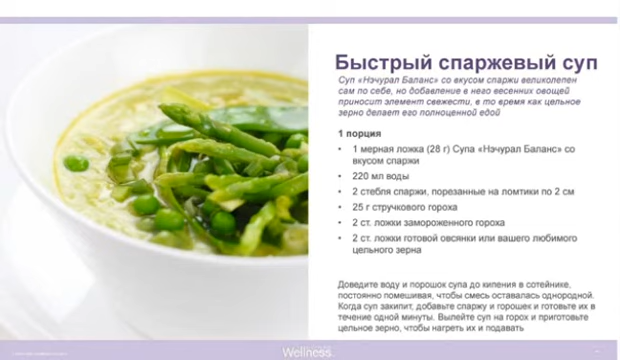 Быстрый спаржевый суп
Суп «Нэчурал Баланс» со вкусом спаржи великолепен
сам по себе, но добавление в него весенних овощей
приносит элемент свежести, в то время как цельное
зерно делает его полноценной едой
1 порция
• 1 мерная ложка (28 г) Супа «Нэчурал Баланс» со
вкусом спаржи
• 220 мл воды
• 2 стебля спаржи, порезанные на ломтики по 2 см
• 25 г стручкового гороха
• 2 ст. ложки замороженного гороха
• 2 ст. ложки готовой овсянки или вашего любимого
цельного зерна
Доведите воду и порошок супа до кипения в сотейнике,
постоянно помешивая, чтобы смесь оставалась однородной.
Когда суп закипит, добавьте спаржу и горошек и готовьте их в
течение одной минуты. Вылейте суп на горох и приготовьте
цельное зерно, чтобы нагреть их и подавать
Wellness